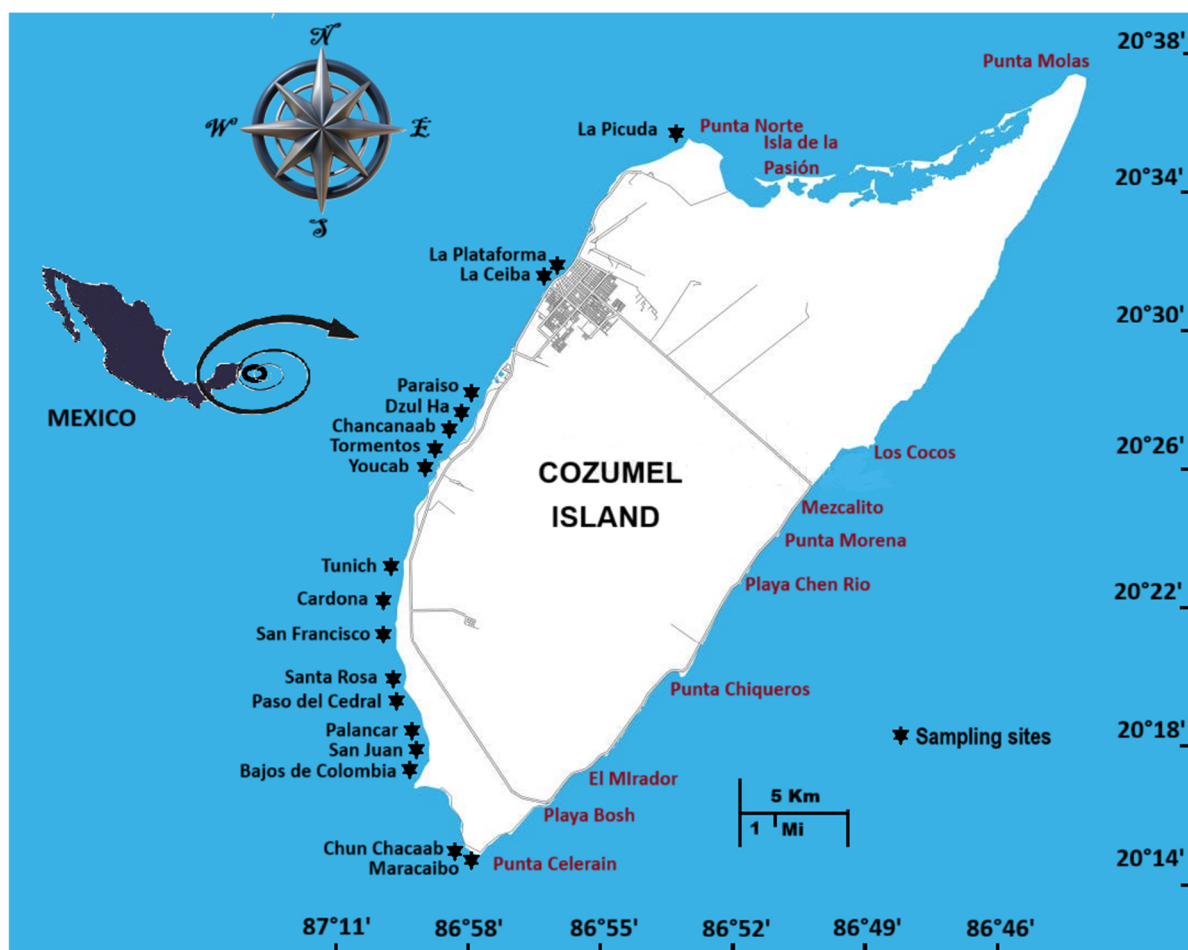 N
W
E
S
20°38'
Punta Molas
La Picuda
Punta Norte
Isla de la
Pasión
20°34'
La Plataforma
La Ceiba
20°30'
MEXICO
Paraiso
Dzul Ha
Chancanaab
Tormentos
Youcab
COZUMEL
ISLAND
Los Cocos
20°26'
Mezcalito
Punta Morena
Playa Chen Rio
Tunich
Cardona
San Francisco
20°22'
Santa Rosa
Paso del Cedral
Punta Chiqueros
Palancar
San Juan
Bajos de Colombia
Sampling sites
20°18'
El MIrador
Playa Bosh
5 Km
1 Mi
Chun Chacaab
Maracaibo
Punta Celerain
20°14'
87°11'
86°58'
86°55'
86°52'
86°49'
86°46'